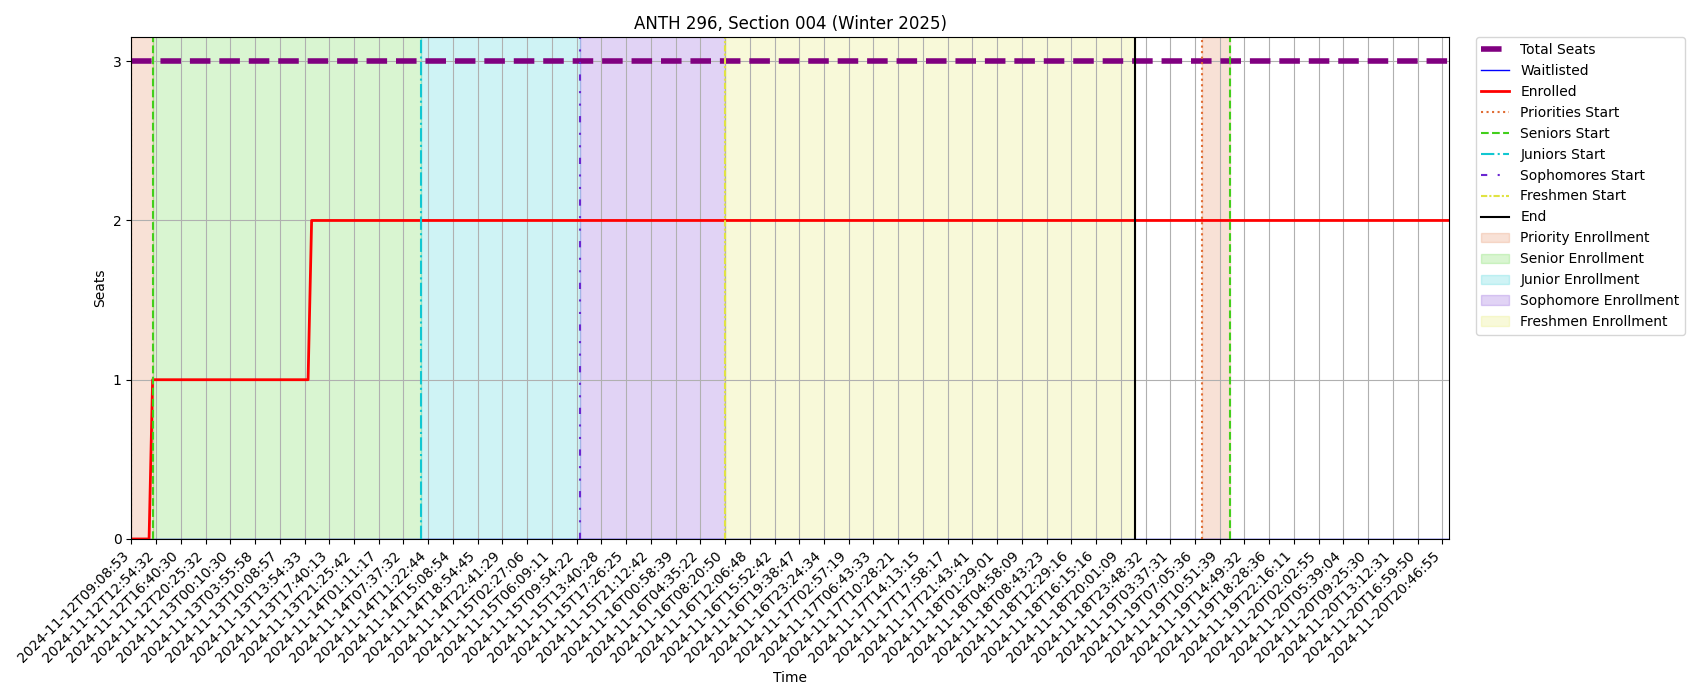 ANTH 296, Section 004 (Winter 2025)
Seats
3
2
1
0
2024-11-12T09:08:53
2024-11-12T12:54:32
2024-11-12T16:40:30
2024-11-12T20:25:32
2024-11-13T00:10:30
2024-11-13T03:55:58
2024-11-13T10:08:57
2024-11-13T13:54:33
2024-11-13T17:40:13
2024-11-13T21:25:42
2024-11-14T01:11:17
2024-11-14T07:37:32
2024-11-14T11:22:44
2024-11-14T15:08:54
2024-11-14T18:54:45
2024-11-14T22:41:29
2024-11-15T02:27:06
2024-11-15T06:09:11
2024-11-15T09:54:22
2024-11-15T13:40:28
2024-11-15T17:26:25
2024-11-15T21:12:42
2024-11-16T00:58:39
2024-11-16T04:35:22
2024-11-16T08:20:50
2024-11-16T12:06:48
2024-11-16T15:52:42
2024-11-16T19:38:47
2024-11-16T23:24:34
2024-11-17T02:57:19
2024-11-17T06:43:33
2024-11-17T10:28:21
2024-11-17T14:13:15
2024-11-17T17:58:17
2024-11-17T21:43:41
2024-11-18T01:29:01
2024-11-18T04:58:09
2024-11-18T08:43:23
2024-11-18T12:29:16
2024-11-18T16:15:16
2024-11-18T20:01:09
2024-11-18T23:48:32
2024-11-19T03:37:31
2024-11-19T07:05:36
2024-11-19T10:51:39
2024-11-19T14:49:32
2024-11-19T18:28:36
2024-11-19T22:16:11
2024-11-20T02:02:55
2024-11-20T05:39:04
2024-11-20T09:25:30
2024-11-20T13:12:31
2024-11-20T16:59:50
2024-11-20T20:46:55
Time
Total Seats
Waitlisted
Enrolled
Priorities Start
Seniors Start
Juniors Start
Sophomores Start
Freshmen Start
End
Priority Enrollment
Senior Enrollment
Junior Enrollment
Sophomore Enrollment
Freshmen Enrollment